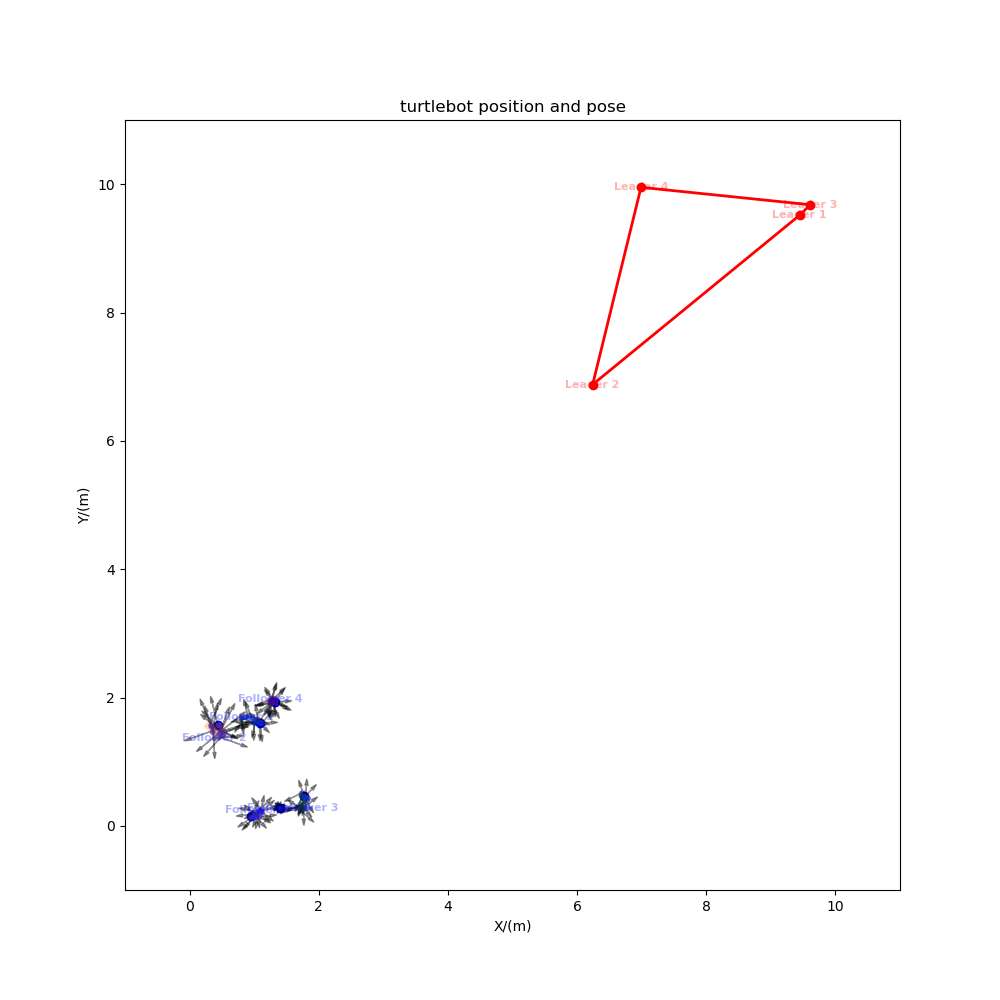 turtlebot position and pose
Y/(m)
10
8
6
4
2
0
Leader 4
Leader 3
Leader 1
Leader 2
Follower 4
Follower 2
3
0
2
4
6
8
10
X/(m)